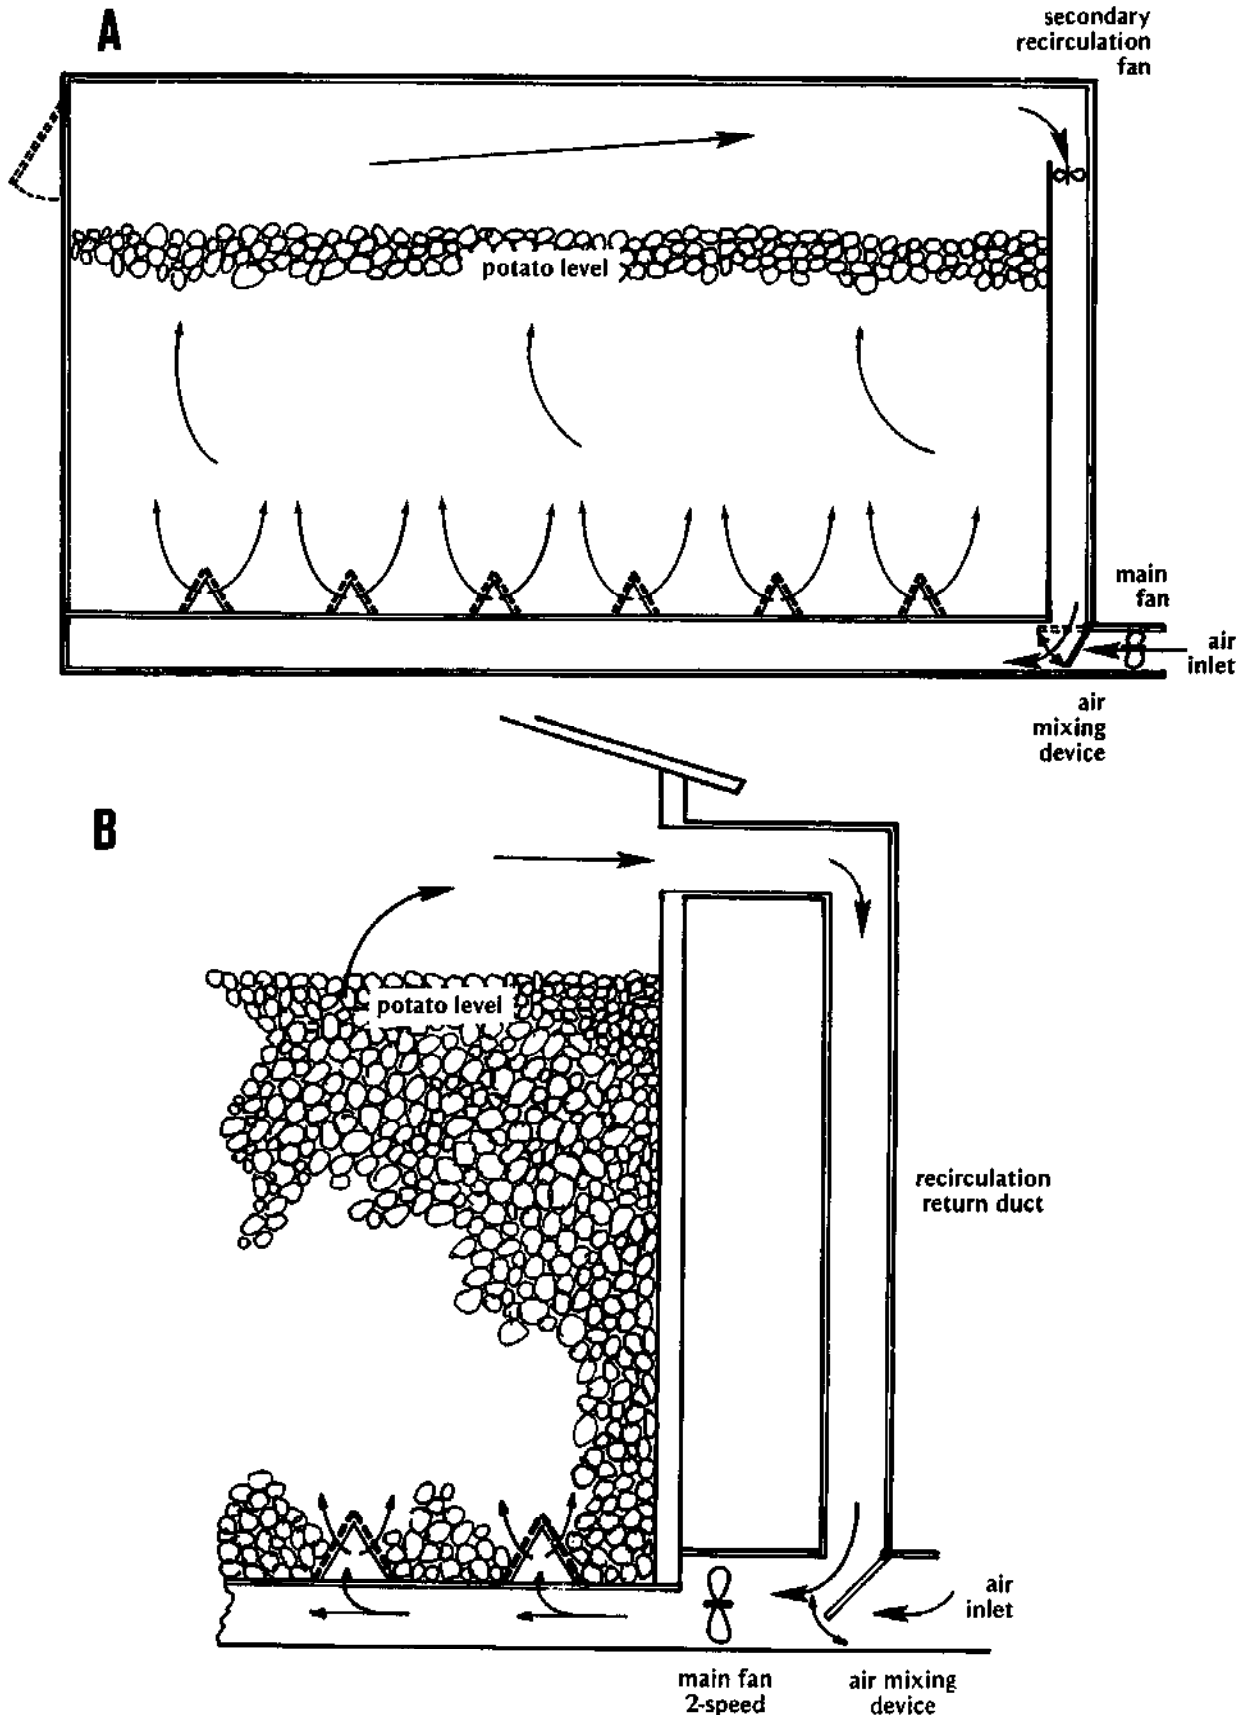 A
secondary
recirculation
fan
potato level
main
fan
air
inlet
air
mixing
device
B
potato level
recirculation
return duct
air
inlet
main fan
2-speed
air mixing
device